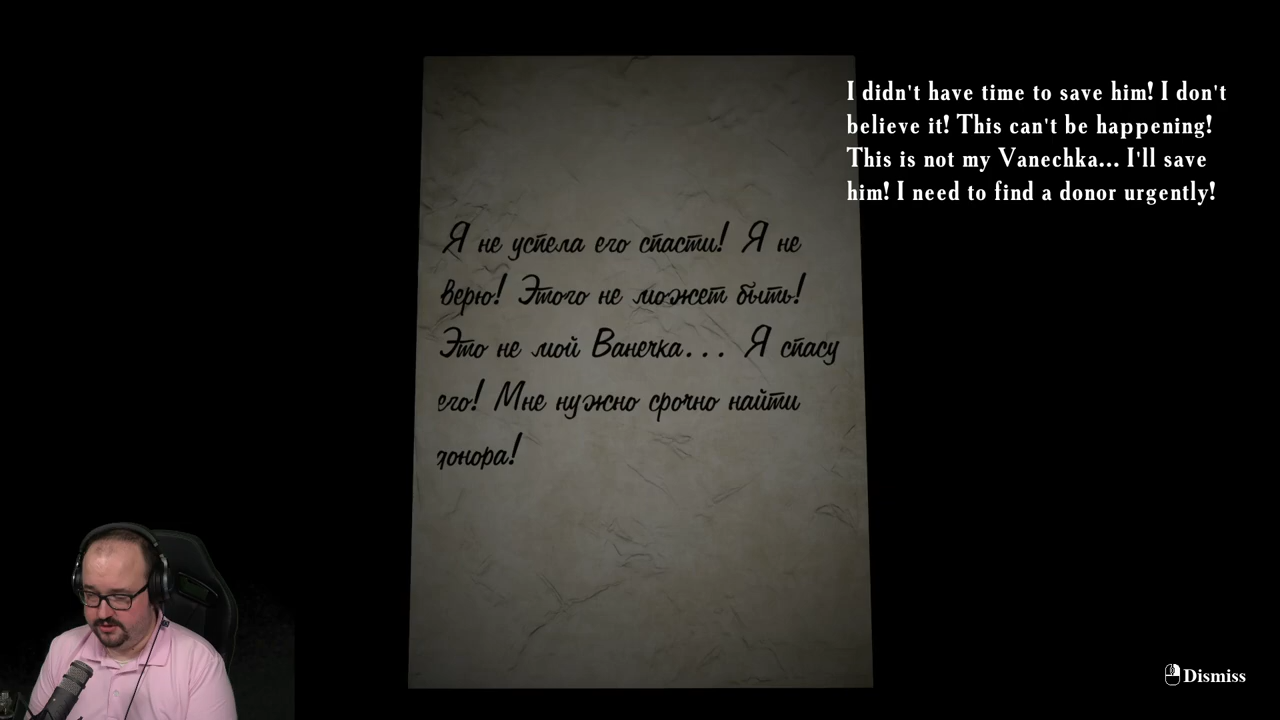 I didn't have time to save him! I don't
believe it! This can't be happening!
This is not my Vanechka... I'll save
him! I need to find a donor urgently!
Я не успела его спасти! Я не
верю! Этого не может быть!
Это не мой Ванечка... Я спасу
его! Мне нужно срочно найти
донора!
Dismiss